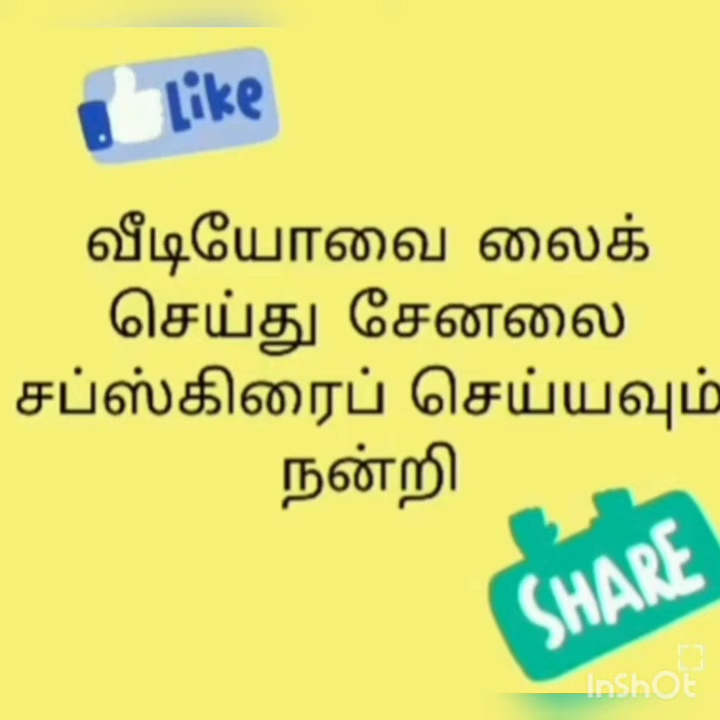 Like
வீடியோவை லைக்
செய்து சேனலை
சப்ஸ்கிரைப் செய்யவும்
நன்றி
SHARE
InShOt